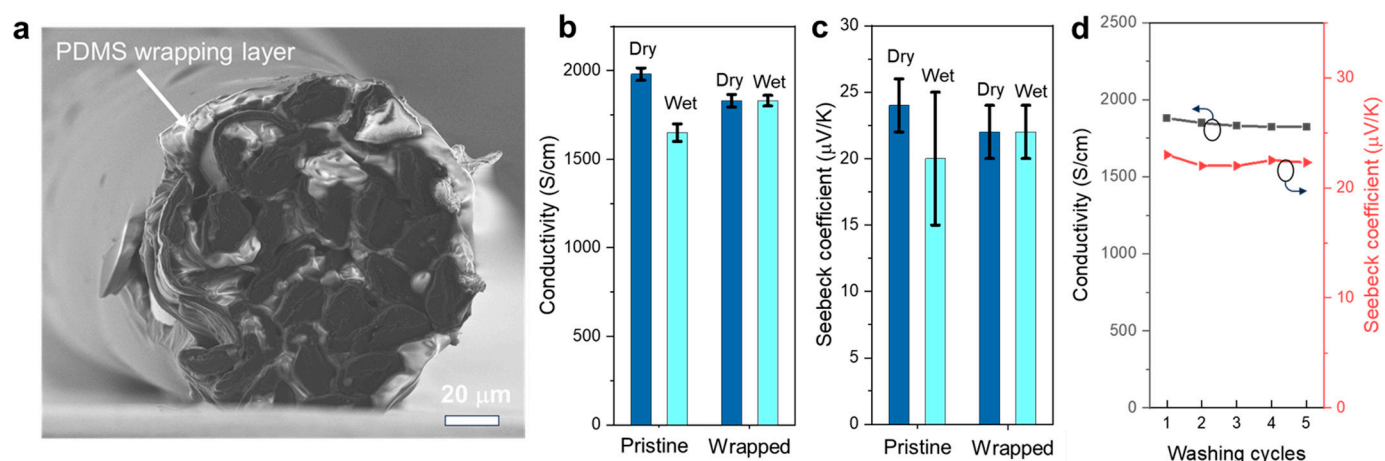 a
PDMS wrapping layer
20 μm
b
Conductivity (S/cm)
2000
1500
1000
500
0
Dry
Wet
Dry
Wet
Pristine
Wrapped
c
Seebeck coefficient (μV/K)
30
25
20
15
10
5
0
Dry
Wet
Dry
Wet
Pristine
Wrapped
d
Conductivity (S/cm)
2500
2000
1500
1000
500
0
1 2 3 4 5
Washing cycles
30
20
10
0
Seebeck coefficient (μV/K)